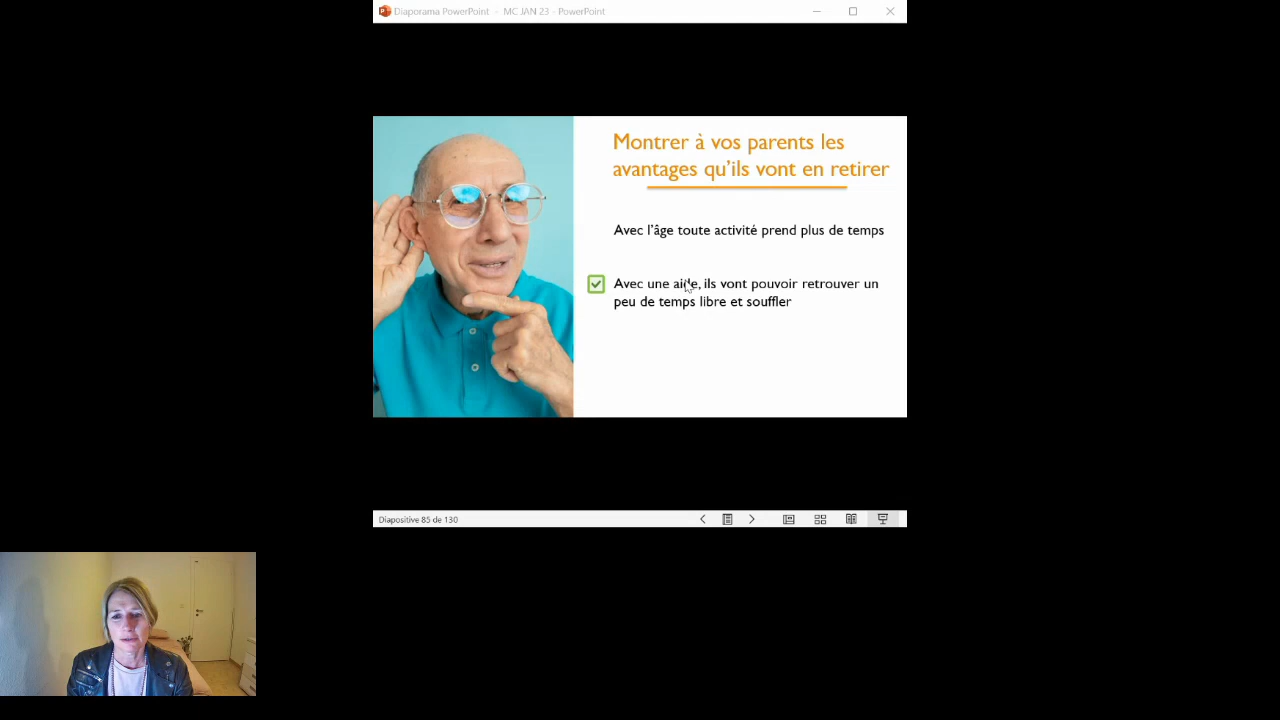 Diaporama PowerPoint - MC JAN 23 - PowerPoint
Montrer à vos parents les
avantages qu'ils vont en retirer
Avec l'âge toute activité prend plus de temps
Avec une aide, ils vont pouvoir retrouver un
peu de temps libre et souffler
Diapositive 85 de 130